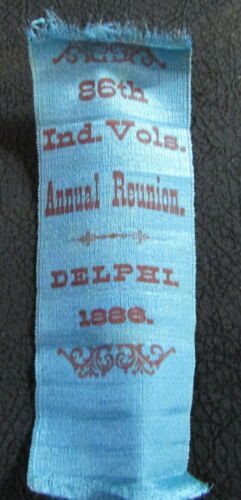 86th
Ind. Vols.
Annual Reunion.
DELPHI.
1886.